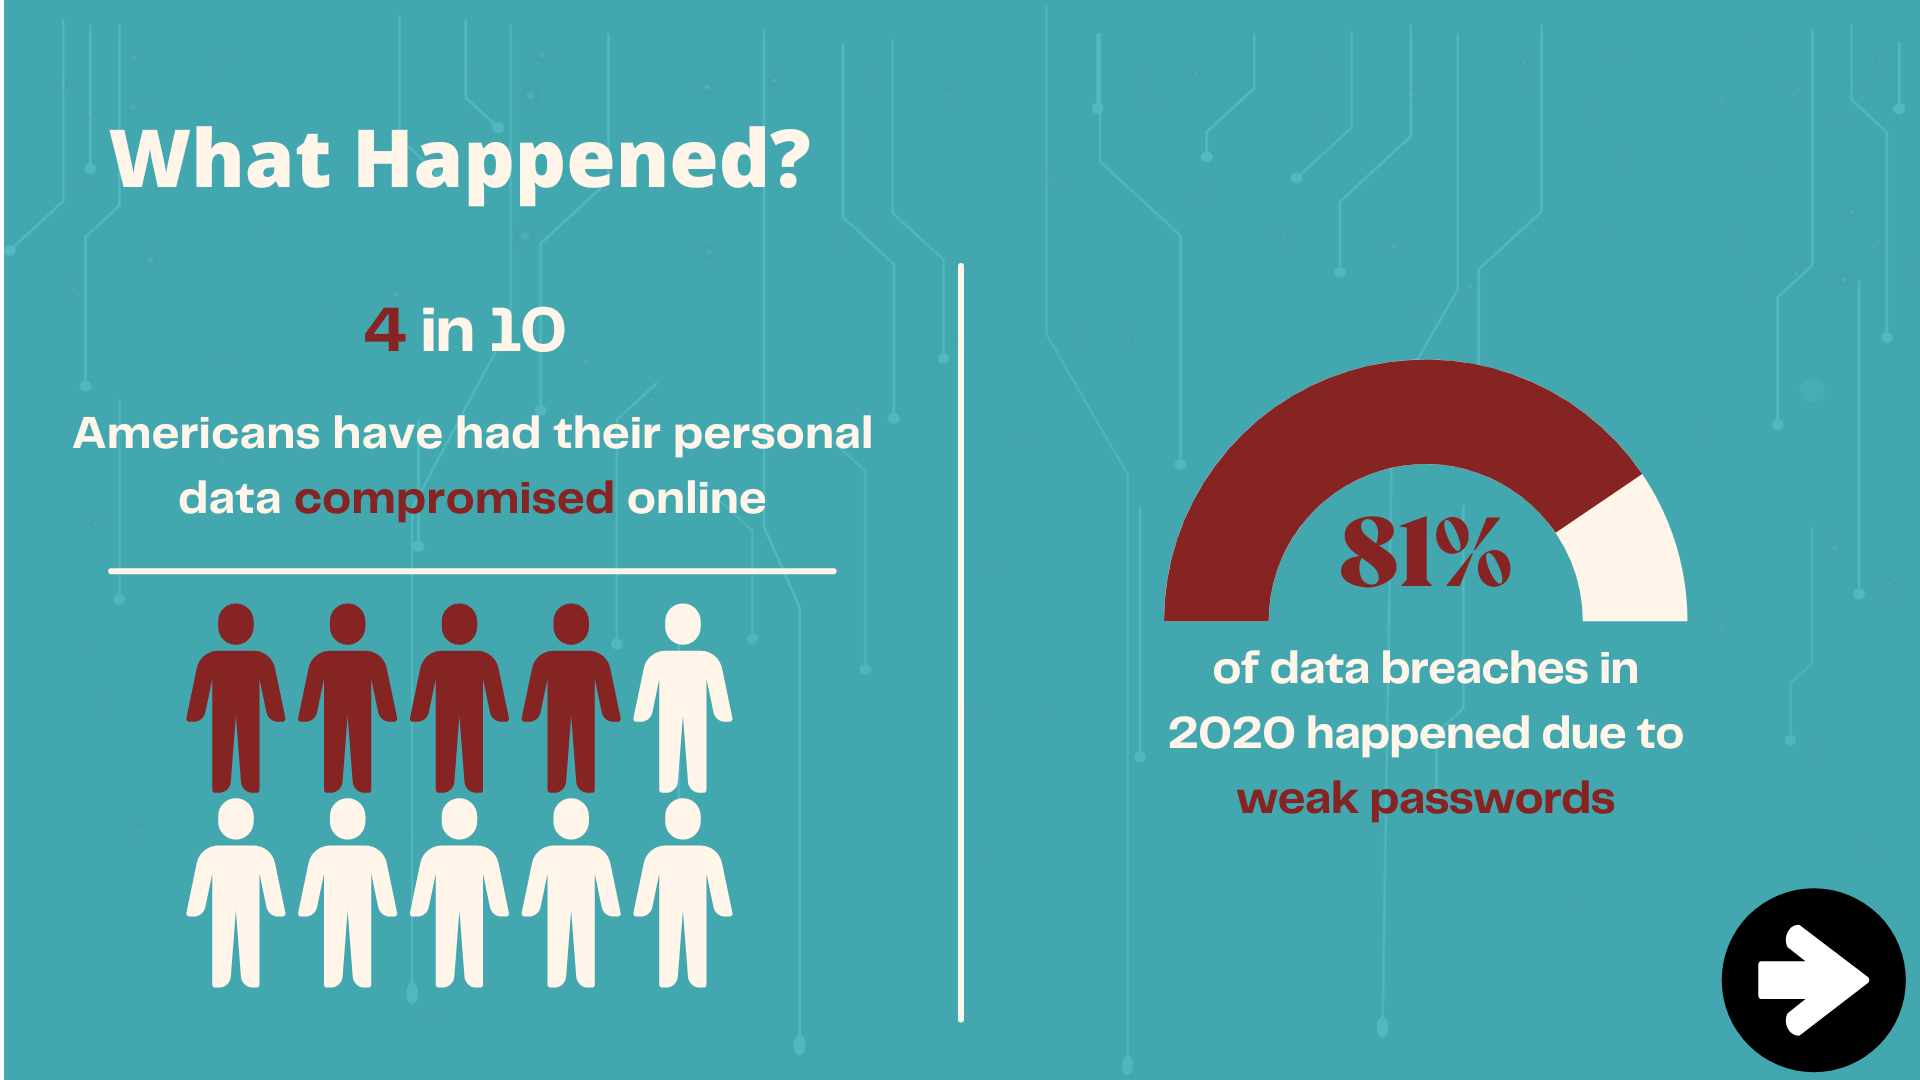 What Happened?
4 in 10
Americans have had their personal
data compromised online
81%
of data breaches in
2020 happened due to
weak passwords